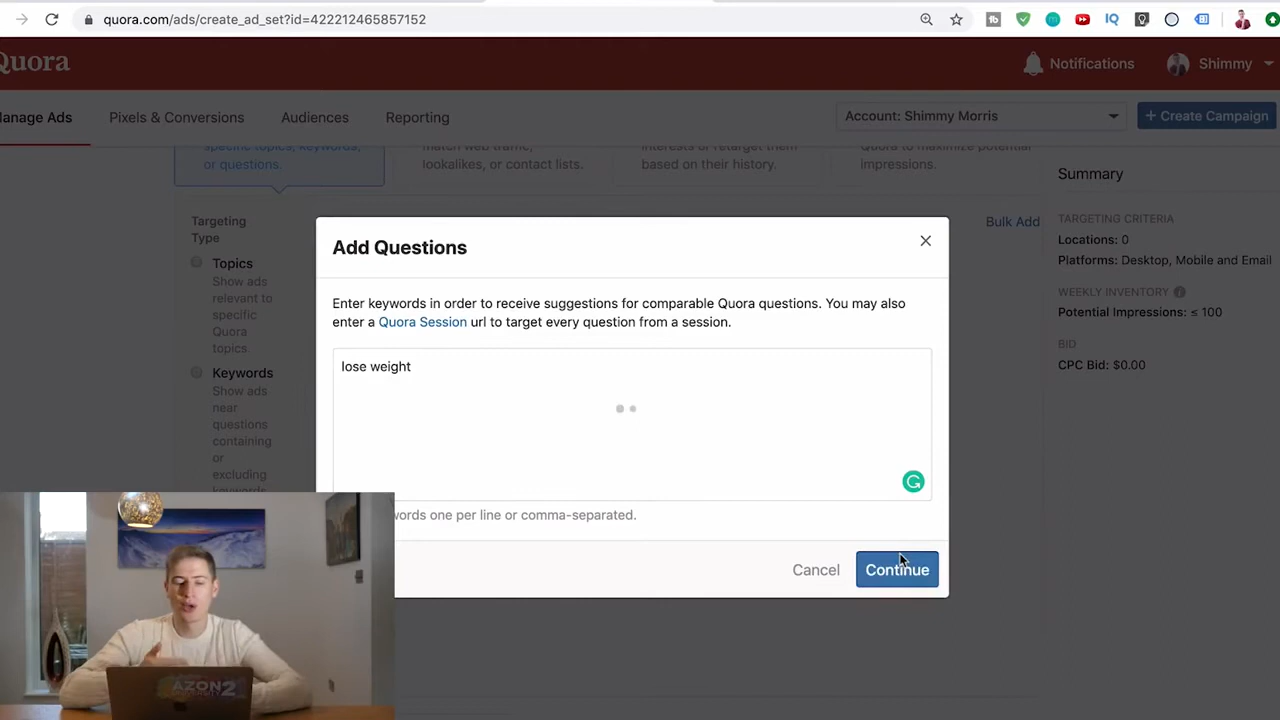 quora.com/ads/create_ad_set?id=422212465857152
Quora
Notifications
Shimmy
Manage Ads
Pixels & Conversions
Audiences
Reporting
Account: Shimmy Morris
+ Create Campaign
specific topics, keywords,
or questions.
match web traffic,
lookalikes, or contact lists.
interests or retarget them
based on their history.
Quora to maximize potential
impressions.
Summary
Targeting
Type
Bulk Add
Topics
Show ads
relevant to
specific
Quora
topics.
Keywords
Show ads
near
questions
containing
or
excluding
keywords
Add Questions
Enter keywords in order to receive suggestions for comparable Quora questions. You may also
enter a Quora Session url to target every question from a session.
lose weight
words one per line or comma-separated.
Cancel
Continue
TARGETING CRITERIA
Locations: 0
Platforms: Desktop, Mobile and Email
WEEKLY INVENTORY
Potential Impressions: ≤ 100
BID
CPC Bid: $0.00
AZON2